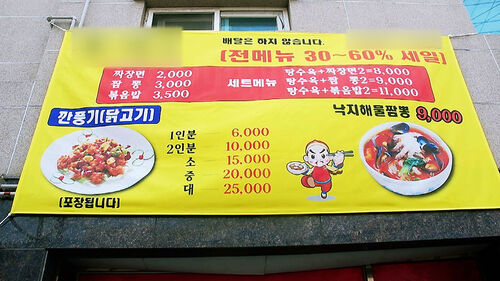 배달은 하지 않습니다.
[전메뉴 30~60% 세일]
짜장면 2,000
짬 뽕 3,000
볶음밥 3,500
세트메뉴
탕수육+짜장면2=8,000
탕수육+짬 뽕2=9,000
탕수육+볶음밥2=11,000
깐풍기(닭고기)
(포장됩니다)
1인분 6,000
2인분 10,000
소 15,000
중 20,000
대 25,000
낙지해물짬뽕 9,000